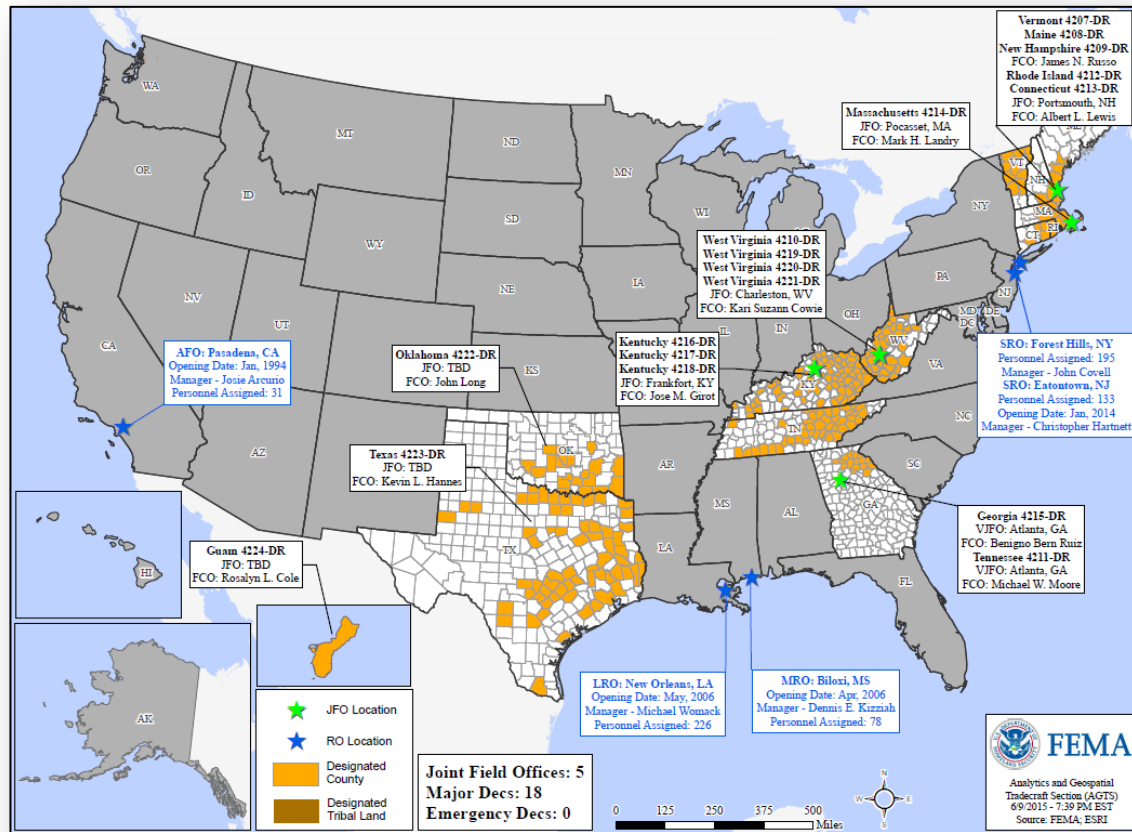 Vermont 4207-DR
Maine 4208-DR
New Hampshire 4209-DR
FCO: James N. Russo
Rhode Island 4212-DR
Connecticut 4213-DR
JFO: Portsmouth, NH
FCO: Albert L. Lewis
Massachusetts 4214-DR
JFO: Pocasset, MA
FCO: Mark H. Landry
West Virginia 4210-DR
West Virginia 4219-DR
West Virginia 4220-DR
West Virginia 4221-DR
JFO: Charleston, WV
FCO: Kari Suzann Cowie
Kentucky 4216-DR
Kentucky 4217-DR
Kentucky 4218-DR
JFO: Frankfort, KY
FCO: Jose M. Girot
Oklahoma 4222-DR
JFO: TBD
FCO: John Long
Texas 4223-DR
JFO: TBD
FCO: Kevin L. Hannes
AFO: Pasadena, CA
Opening Date: Jan, 1994
Manager - Josie Arcurio
Personnel Assigned: 31
SRO: Forest Hills, NY
Personnel Assigned: 195
Manager - John Covell
SRO: Eatontown, NJ
Personnel Assigned: 133
Opening Date: Jan, 2014
Manager - Christopher Hartnett
Georgia 4215-DR
VJFO: Atlanta, GA
FCO: Benigno Bern Ruiz
Tennessee 4211-DR
VJFO: Atlanta, GA
FCO: Michael W. Moore
Guam 4224-DR
JFO: TBD
FCO: Rosalyn L. Cole
LRO: New Orleans, LA
Opening Date: May, 2006
Manager - Michael Womack
Personnel Assigned: 226
MRO: Biloxi, MS
Opening Date: Apr, 2006
Manager - Dennis E. Kizziah
Personnel Assigned: 78
WA
MT
ND
MN
OR
ID
SD
WI
WY
NY
VT
NH
MA
CT
RI
IA
NE
PA
NJ
NV
UT
IL
IN
OH
MD
DE
DC
WV
VA
CA
KS
KY
NC
TN
AZ
OK
AR
SC
MS
AL
GA
TX
LA
FL
HI
AK
JFO Location
RO Location
Designated
County
Designated
Tribal Land
Joint Field Offices: 5
Major Decs: 18
Emergency Decs: 0
N
W
E
S
0 125 250 375 500
Miles
U.S. DEPARTMENT OF
HOMELAND SECURITY
FEMA
Analytics and Geospatial
Tradecraft Section (AGTS)
6/9/2015 - 7:39 PM EST
Source: FEMA; ESRI